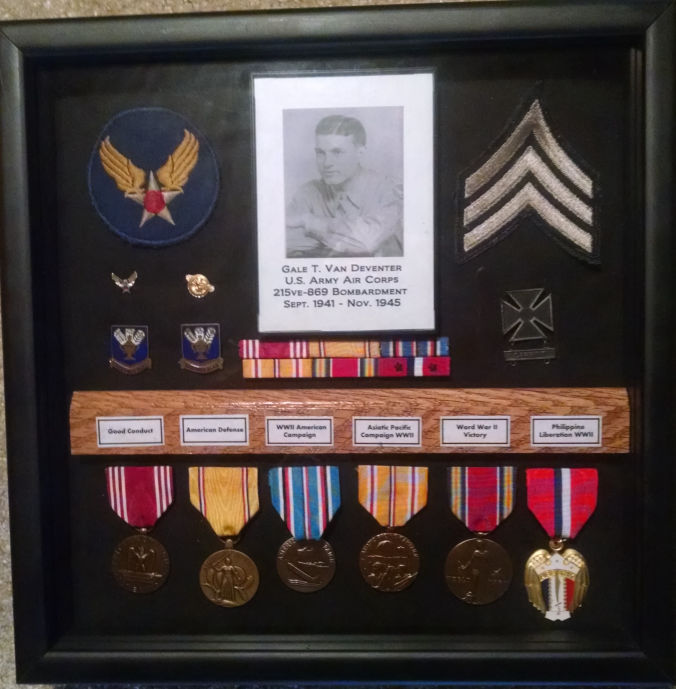 Gale T. Van Deventer
U.S. Army Air Corps
215ve-869 Bombardment
Sept. 1941 - Nov. 1945
Good Conduct
American Defense
WWII American
Campaign
Asiatic Pacific
Campaign WWII
Word War II
Victory
Philippine
Liberation WWII